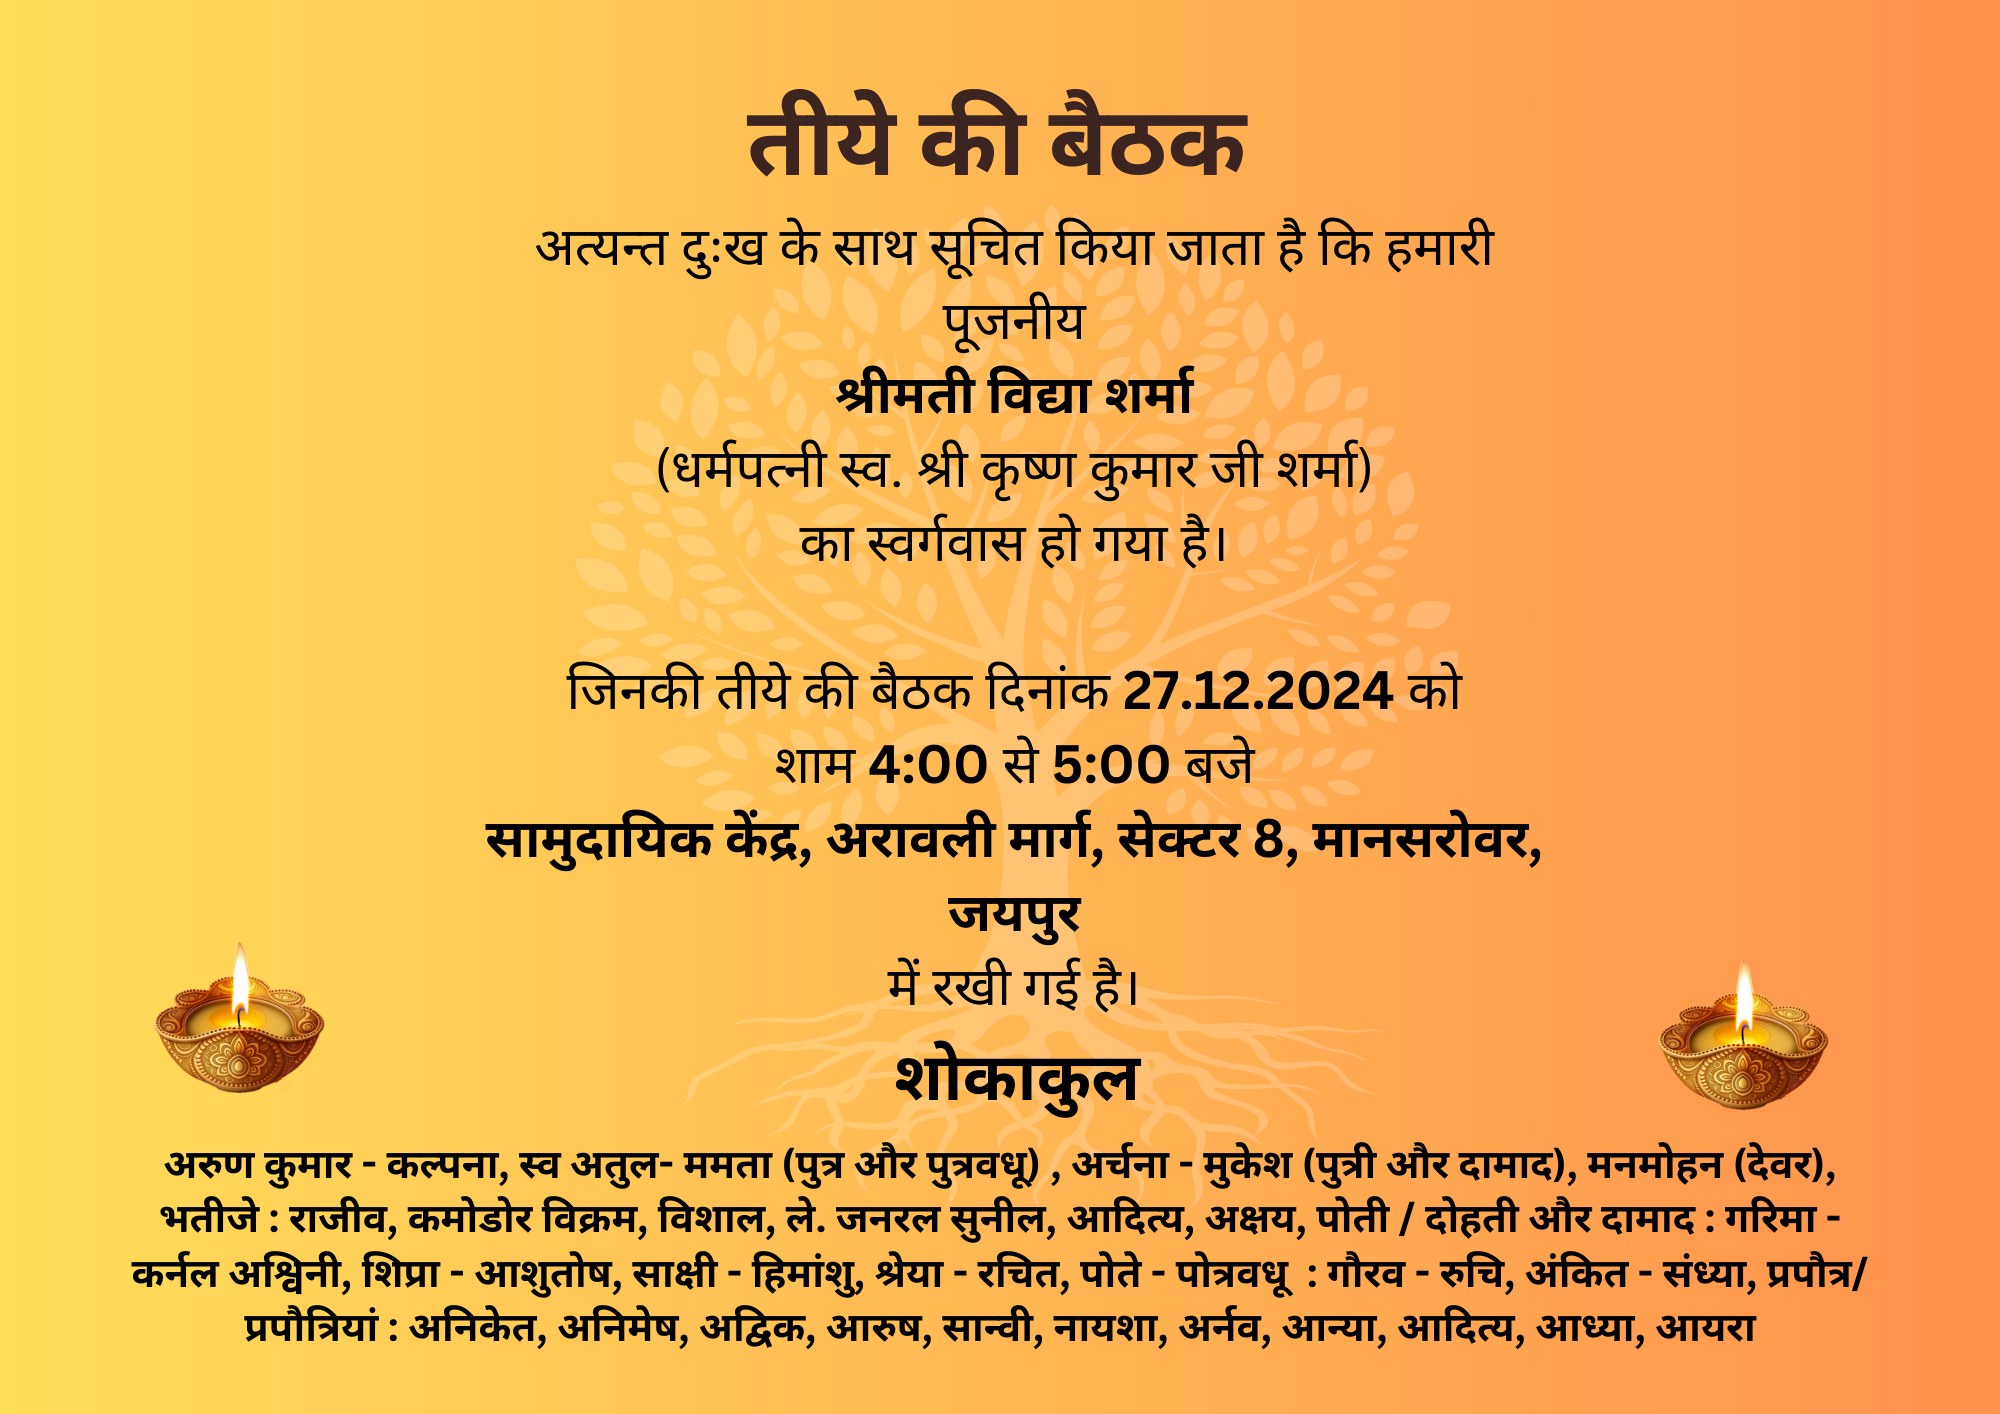 तीये की बैठक
अत्यन्त दुःख के साथ सूचित किया जाता है कि हमारी
पूजनीय
श्रीमती विद्या शर्मा
(धर्मपत्नी स्व. श्री कृष्ण कुमार जी शर्मा)
का स्वर्गवास हो गया है।
जिनकी तीये की बैठक दिनांक 27.12.2024 को
शाम 4:00 से 5:00 बजे
सामुदायिक केंद्र, अरावली मार्ग, सेक्टर 8, मानसरोवर,
जयपुर
में रखी गई है।
शोकाकुल
अरुण कुमार - कल्पना, स्व अतुल- ममता (पुत्र और पुत्रवधू) , अर्चना - मुकेश (पुत्री और दामाद), मनमोहन (देवर),
भतीजे : राजीव, कमोडोर विक्रम, विशाल, ले. जनरल सुनील, आदित्य, अक्षय, पोती / दोहती और दामाद : गरिमा -
कर्नल अश्विनी, शिप्रा - आशुतोष, साक्षी - हिमांशु, श्रेया - रचित, पोते - पोत्रवधू  : गौरव - रुचि, अंकित - संध्या, प्रपौत्र/
प्रपौत्रियां : अनिकेत, अनिमेष, अद्विक, आरुष, सान्वी, नायशा, अर्नव, आन्या, आदित्य, आध्या, आयरा